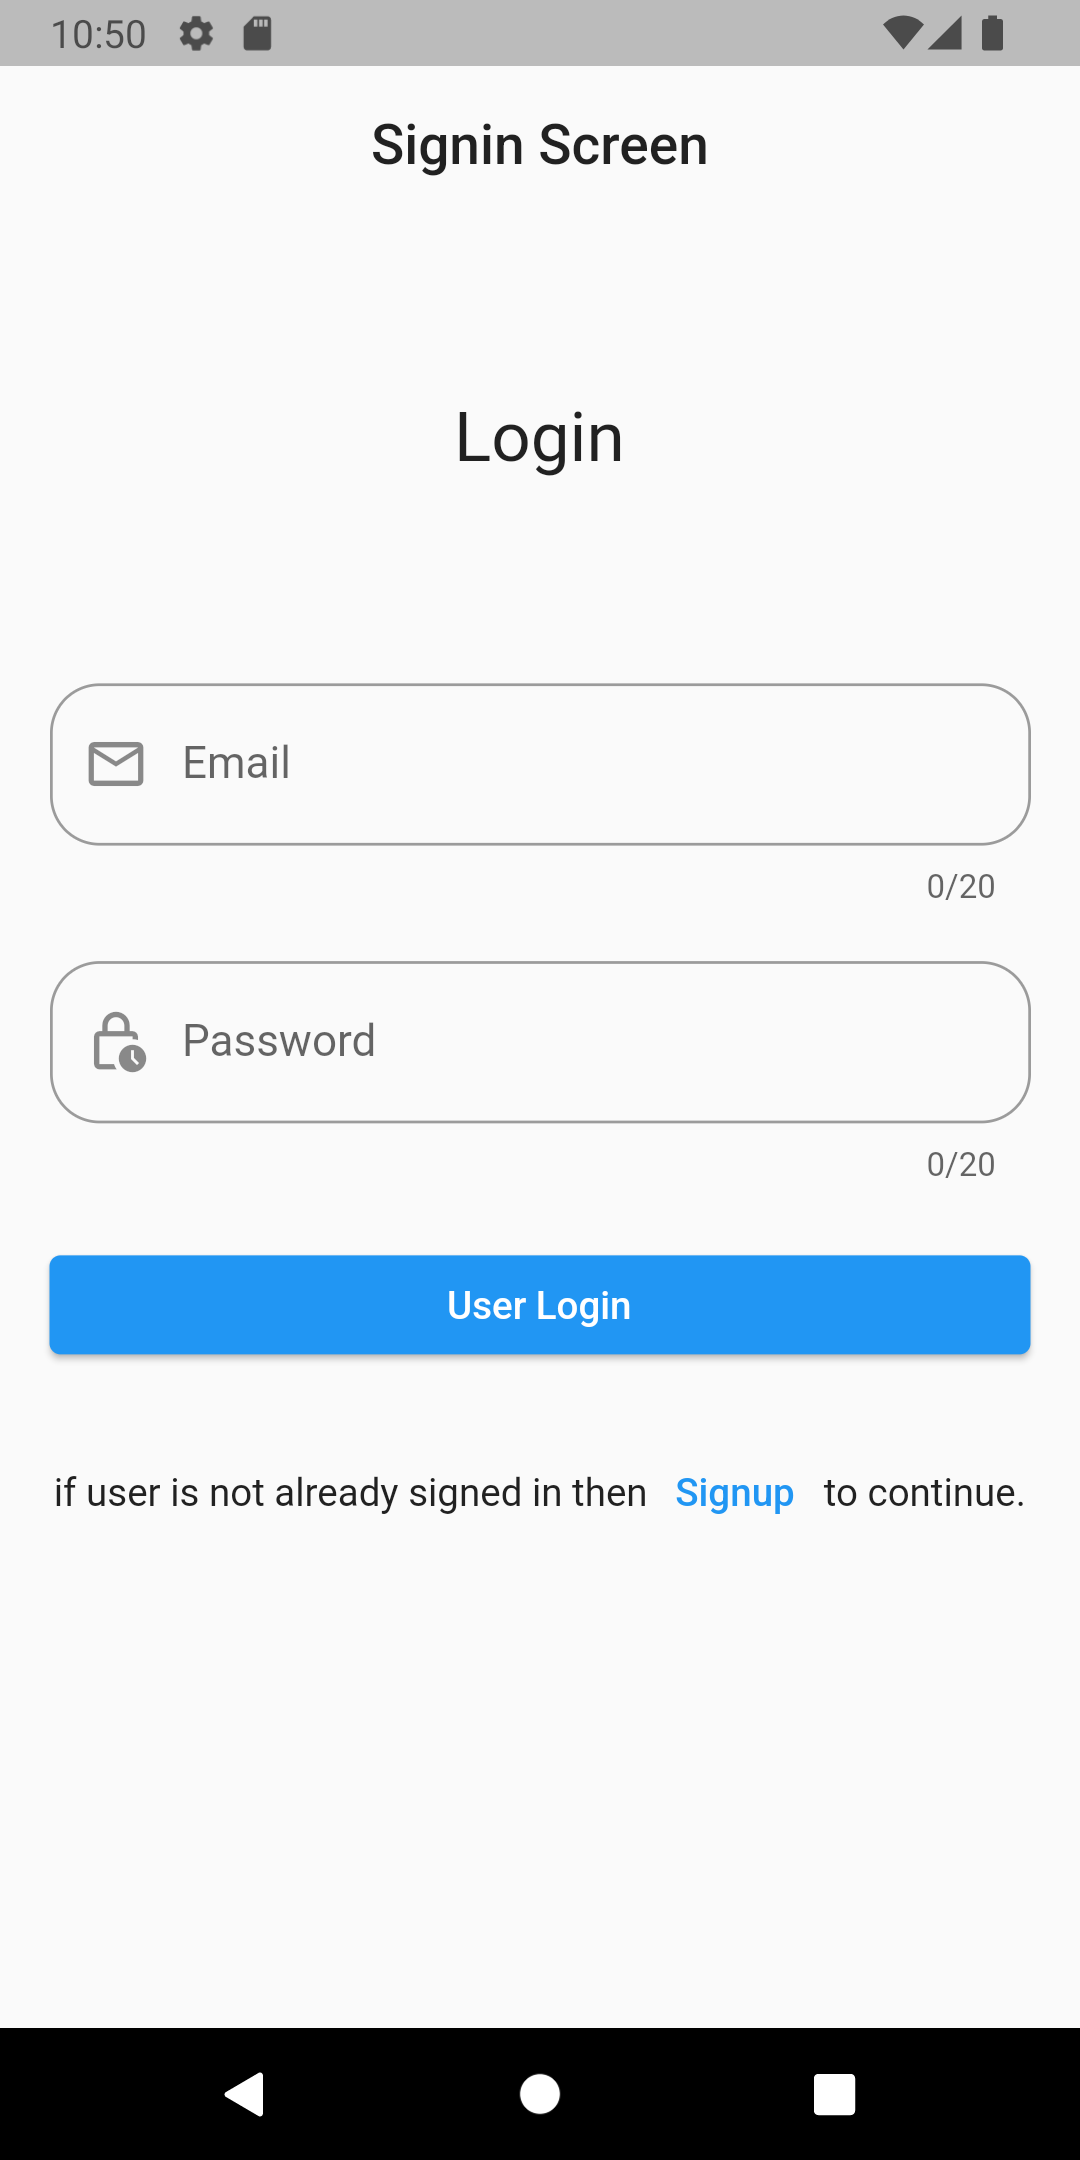 10:50
Signin Screen
Login
Email
0/20
Password
0/20
User Login
if user is not already signed in then Signup to continue.